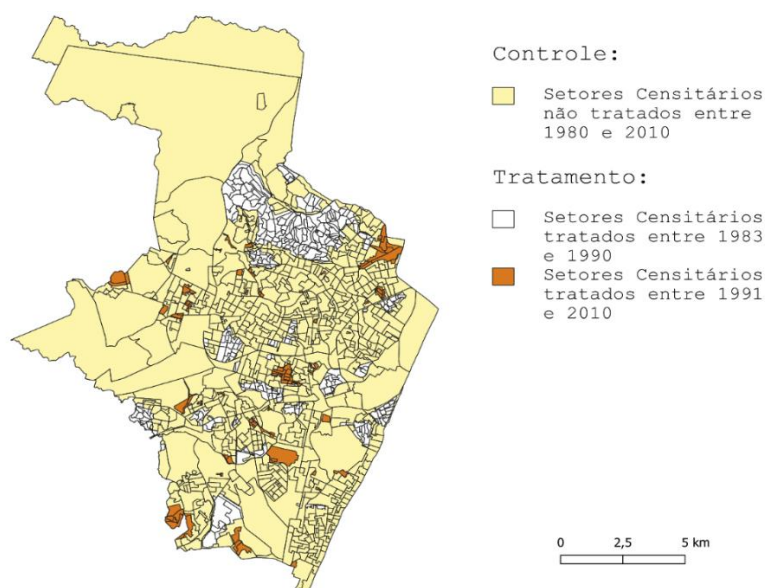 Controle:
Setores Censitários
não tratados entre
1980 e 2010
Tratamento:
Setores Censitários
tratados entre 1983
e 1990
Setores Censitários
tratados entre 1991
e 2010
0 2,5 5 km